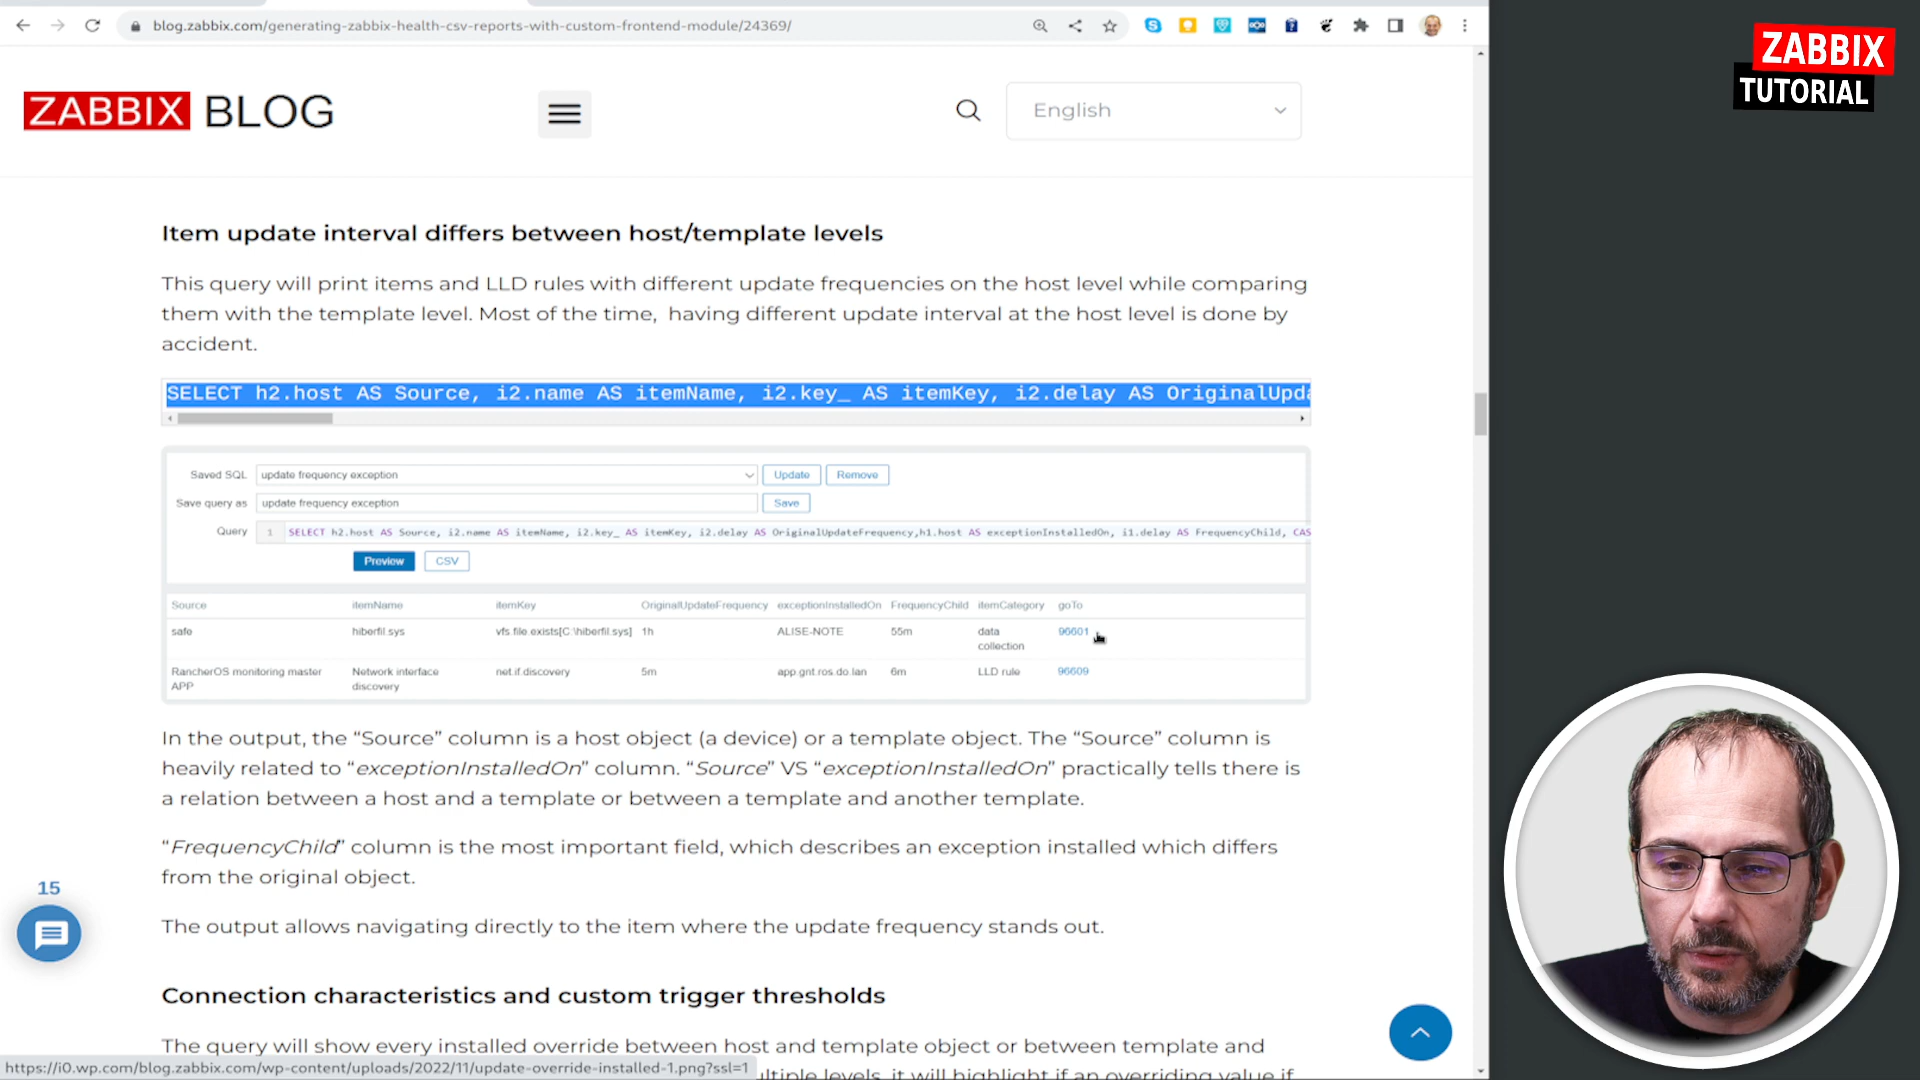 blog.zabbix.com/generating-zabbix-health-csv-reports-with-custom-frontend-module/24369/
ZABBIX
TUTORIAL
ZABBIX BLOG
English
Item update interval differs between host/template levels
This query will print items and LLD rules with different update frequencies on the host level while comparing
them with the template level. Most of the time, having different update interval at the host level is done by
accident.
SELECT h2.host AS Source, i2.name AS itemName, i2.key_ AS itemKey, i2.delay AS OriginalUpda
Saved SQL update frequency exception Update Remove
Save query as update frequency exception Save
Query 1 SELECT h2.host AS Source, i2.name AS itemName, i2.key_ AS itemKey, i2.delay AS OriginalUpdateFrequency,h1.host AS exceptionInstalledOn, i1.delay AS FrequencyChild, CAS
Preview CSV
Source itemName itemKey OriginalUpdateFrequency exceptionInstalledOn FrequencyChild itemCategory goTo
safe hiberfil.sys vfs.file.exists[C:\hiberfil.sys] 1h ALISE-NOTE 55m data 96601
collection
RancherOS monitoring master Network interface net.if.discovery 5m app.gnt.ros.do.lan 6m LLD rule 96609
APP discovery
In the output, the “Source” column is a host object (a device) or a template object. The “Source” column is
heavily related to “exceptionInstalledOn” column. “Source” VS “exceptionInstalledOn” practically tells there is
a relation between a host and a template or between a template and another template.
“FrequencyChild” column is the most important field, which describes an exception installed which differs
from the original object.
15
The output allows navigating directly to the item where the update frequency stands out.
Connection characteristics and custom trigger thresholds
The query will show every installed override between host and template object or between template and
https://i0.wp.com/blog.zabbix.com/wp-content/uploads/2022/11/update-override-installed-1.png?ssl=1
ultiple levels, it will highlight if an overriding value if